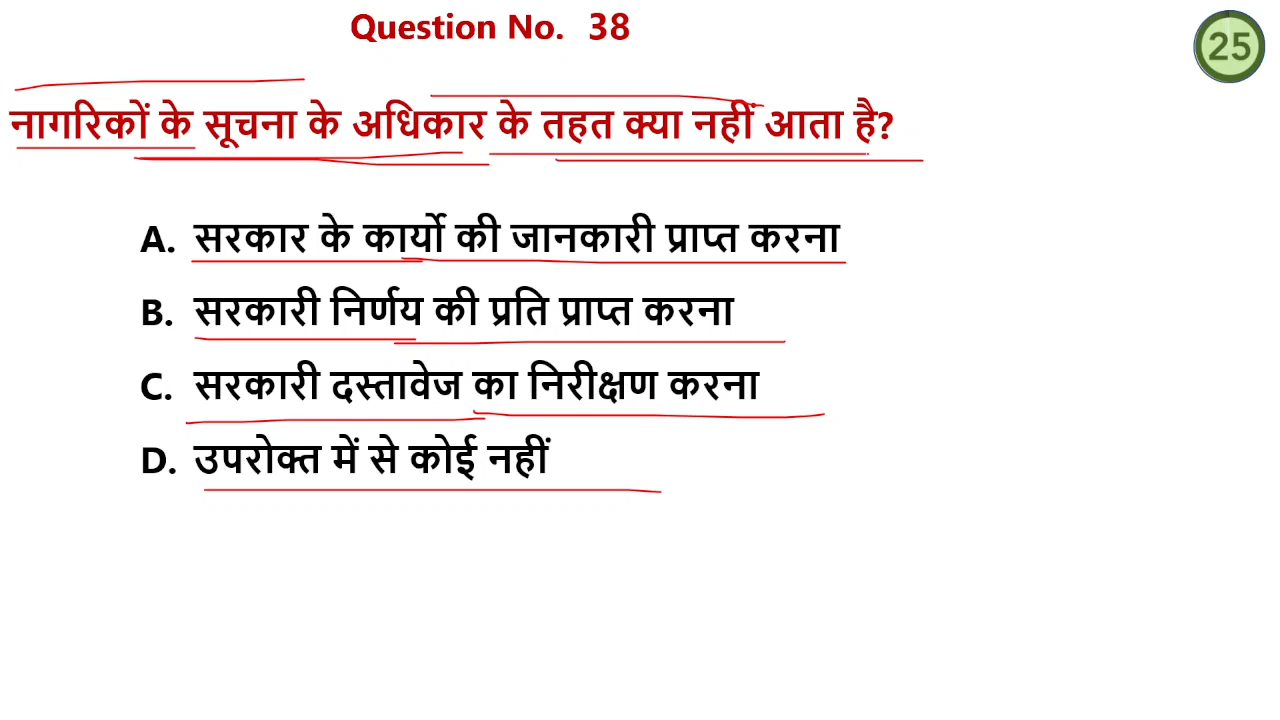 Question No. 38
25
नागरिकों के सूचना के अधिकार के तहत क्या नहीं आता है?
A. सरकार के कार्यो की जानकारी प्राप्त करना
B. सरकारी निर्णय की प्रति प्राप्त करना
C. सरकारी दस्तावेज का निरीक्षण करना
D. उपरोक्त में से कोई नहीं